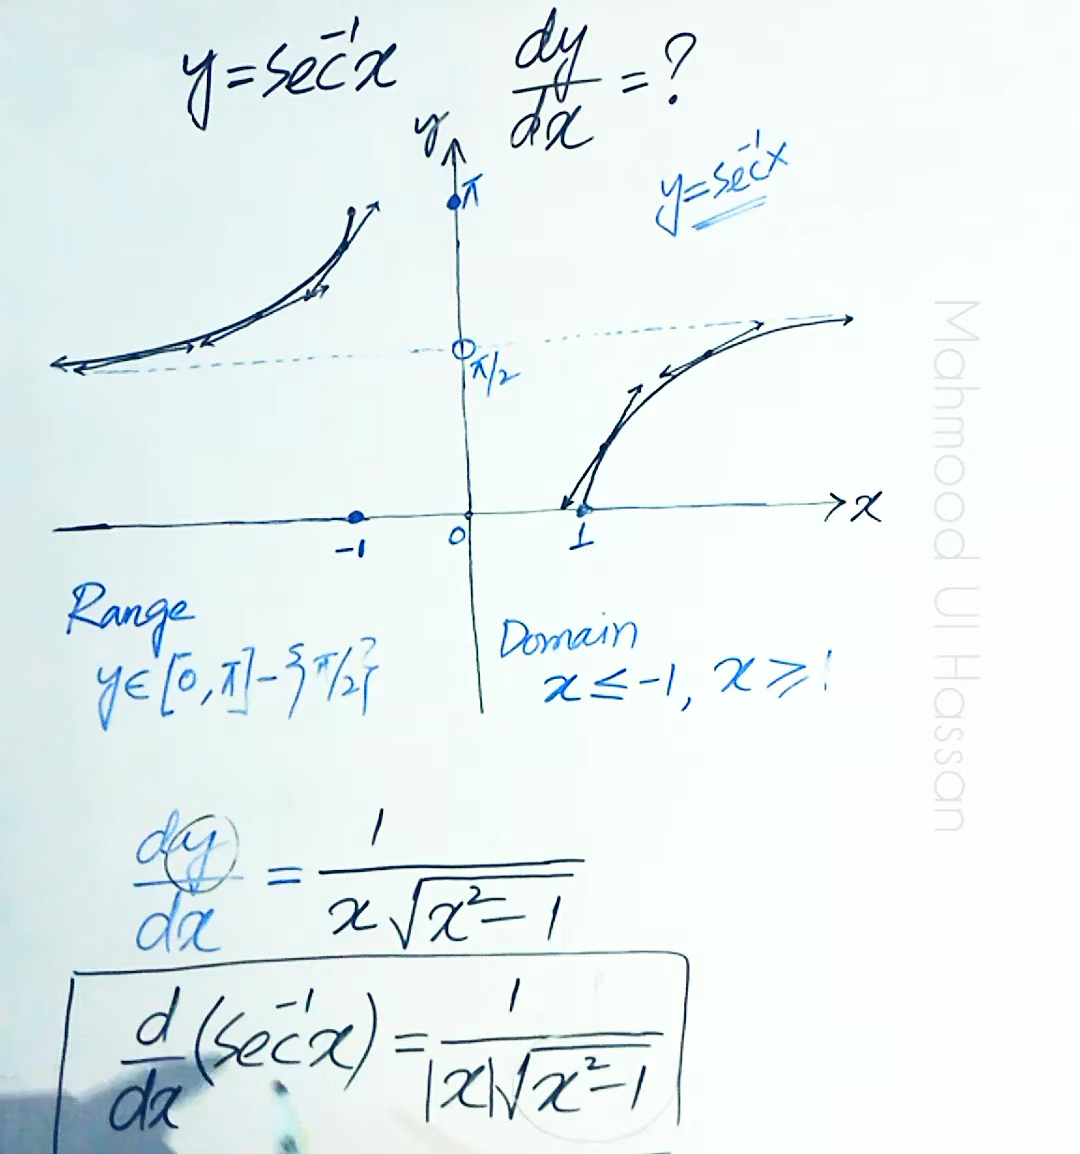 y = sec⁻¹x   dy/dx = ?
y
π
y = sec⁻¹x
π/2
x
-1
0
1
Range
y ∈ [0, π] - {π/2}
Domain
x ≤ -1, x ≥ 1
dy/dx = 1/(x√(x²-1))
d/dx (sec⁻¹x) = 1/(|x|√(x²-1))
Mahmood Ul Hassan